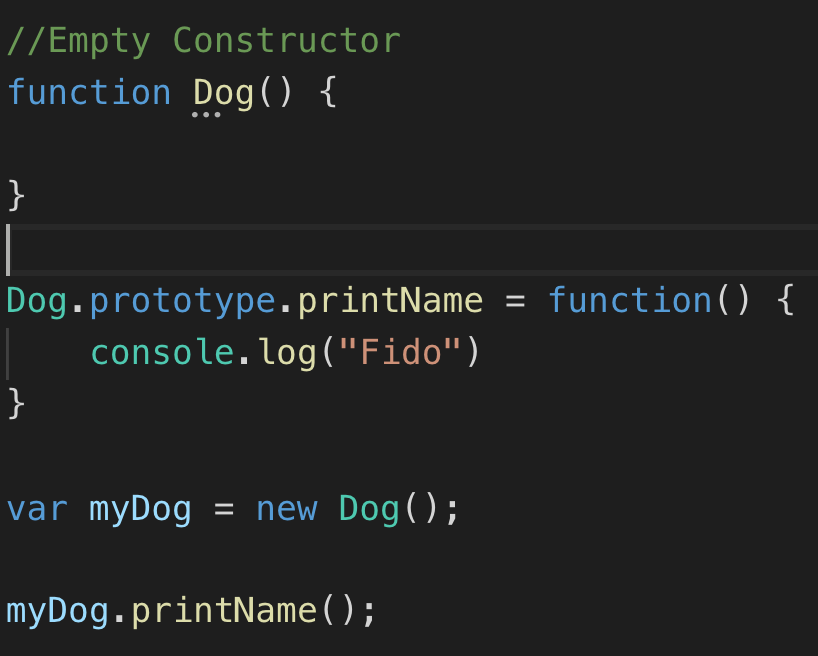 //Empty Constructor
function Dog() {
}
Dog.prototype.printName = function() {
    console.log("Fido")
}
var myDog = new Dog();
myDog.printName();